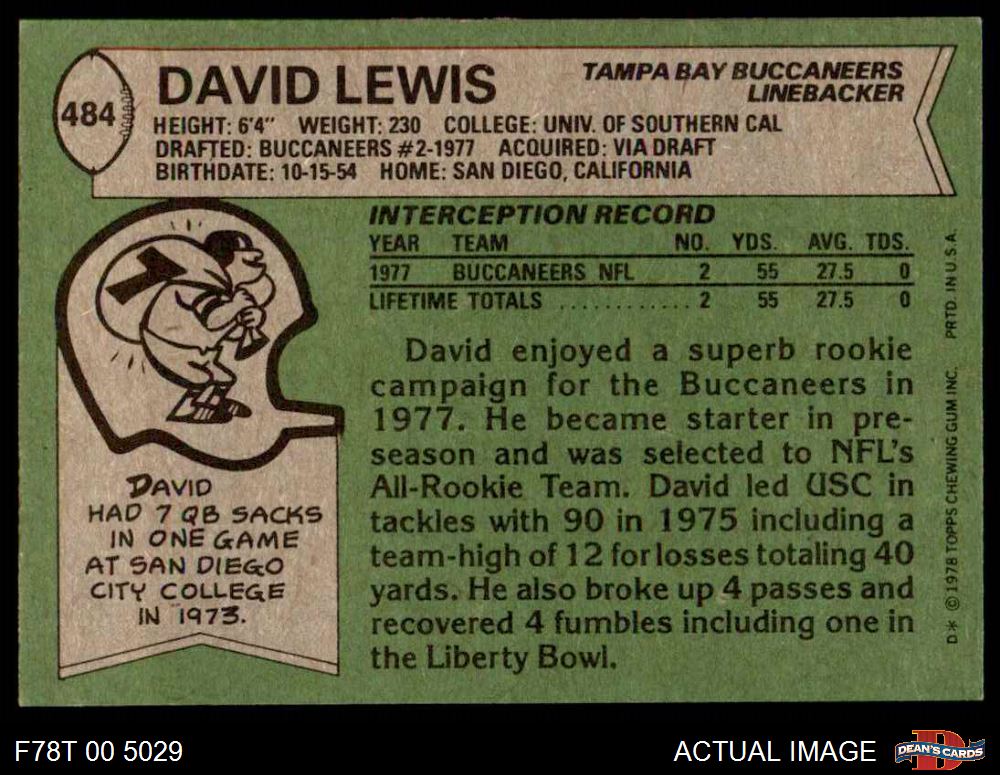 484
DAVID LEWIS
TAMPA BAY BUCCANEERS
LINEBACKER
HEIGHT: 6'4" WEIGHT: 230 COLLEGE: UNIV. OF SOUTHERN CAL
DRAFTED: BUCCANEERS #2-1977 ACQUIRED: VIA DRAFT
BIRTHDATE: 10-15-54 HOME: SAN DIEGO, CALIFORNIA
INTERCEPTION RECORD
YEAR TEAM NO. YDS. AVG. TDS.
1977 BUCCANEERS NFL 2 55 27.5 0
LIFETIME TOTALS ............ 2 55 27.5 0
David enjoyed a superb rookie
campaign for the Buccaneers in
1977. He became starter in pre-
season and was selected to NFL's
All-Rookie Team. David led USC in
tackles with 90 in 1975 including a
team-high of 12 for losses totaling 40
yards. He also broke up 4 passes and
recovered 4 fumbles including one in
the Liberty Bowl.
7
DAVID
HAD 7 QB SACKS
IN ONE GAME
AT SAN DIEGO
CITY COLLEGE
IN 1973.
D* © 1978 TOPPS CHEWING GUM INC. PRTD. IN U.S.A.
F78T 00 5029
ACTUAL IMAGE
D
DEAN'S CARDS